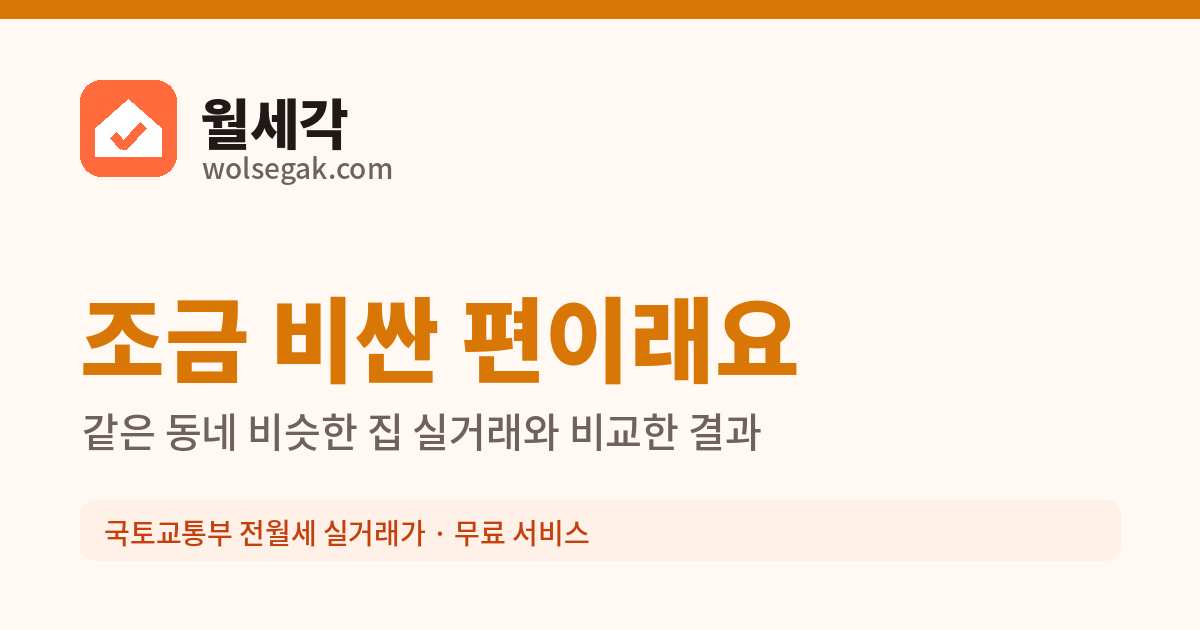 월세각
wolsegak.com
조금 비싼 편이래요
같은 동네 비슷한 집 실거래와 비교한 결과
국토교통부 전월세 실거래가 · 무료 서비스